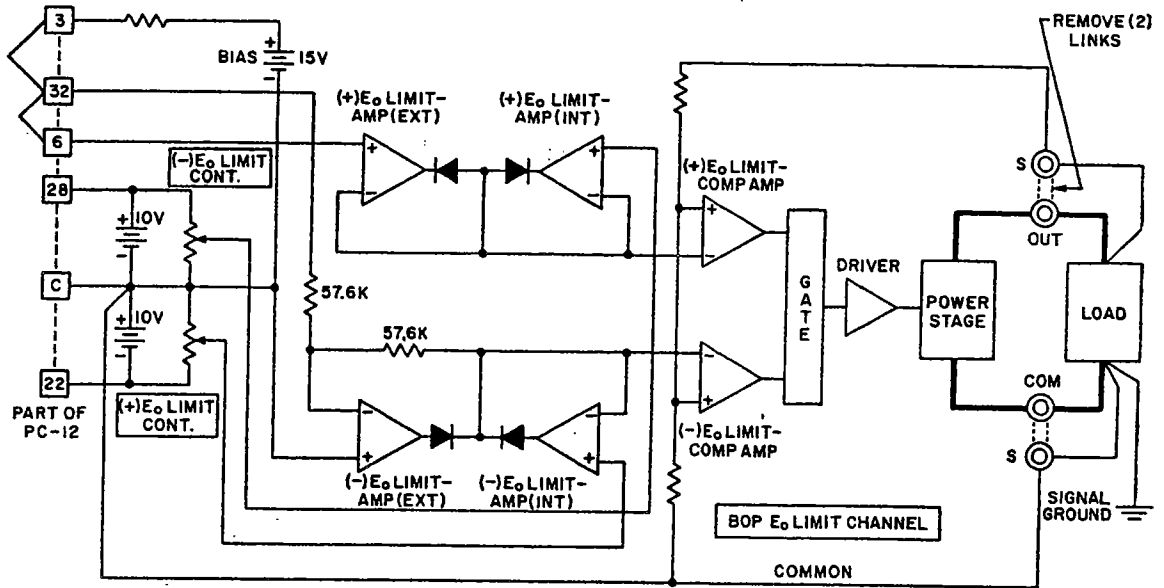 3
REMOVE (2)
LINKS
+
BIAS
15V
-
32
(+)E₀ LIMIT-
AMP (EXT)
(+)E₀ LIMIT-
AMP (INT)
6
+
-
+
-
S
(-)E₀ LIMIT
CONT.
28
(+)E₀ LIMIT-
COMP AMP
+
-
OUT
+ 10V
-
C
57.6K
DRIVER
GATE
POWER
STAGE
LOAD
+ 10V
-
57.6K
-
+
COM
22
PART OF
PC-12
(+)E₀ LIMIT
CONT.
-
+
-
+
(-)E₀ LIMIT-
COMP AMP
S
(-)E₀ LIMIT-
AMP (EXT)
(-)E₀ LIMIT-
AMP (INT)
SIGNAL
GROUND
BOP E₀ LIMIT CHANNEL
COMMON